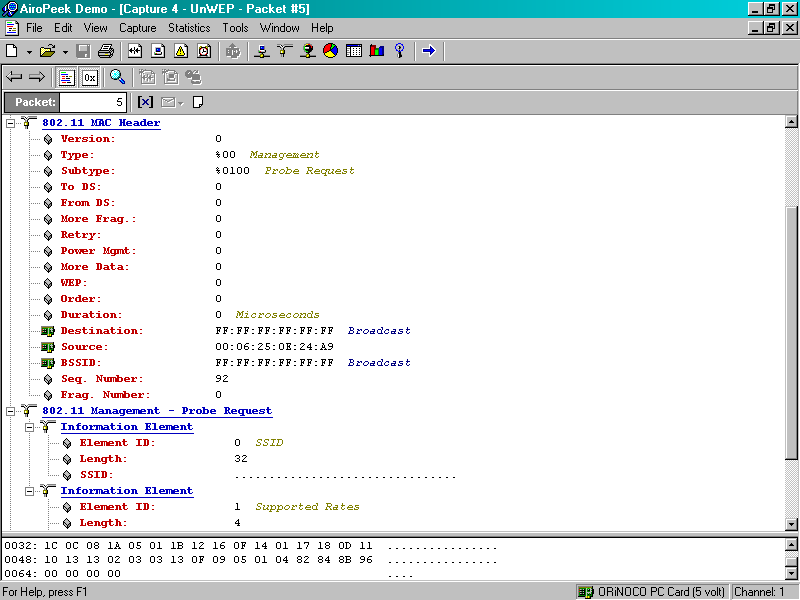 AiroPeek Demo - [Capture 4 - UnWEP - Packet #5]
File Edit View Capture Statistics Tools Window Help
Packet: 5
802.11 MAC Header
Version: 0
Type: %00 Management
Subtype: %0100 Probe Request
To DS: 0
From DS: 0
More Frag.: 0
Retry: 0
Power Mgmt: 0
More Data: 0
WEP: 0
Order: 0
Duration: 0 Microseconds
Destination: FF:FF:FF:FF:FF:FF Broadcast
Source: 00:06:25:0E:24:A9
BSSID: FF:FF:FF:FF:FF:FF Broadcast
Seq. Number: 92
Frag. Number: 0
802.11 Management - Probe Request
Information Element
Element ID: 0 SSID
Length: 32
SSID: ................................
Information Element
Element ID: 1 Supported Rates
Length: 4
0032: 1C 0C 08 1A 05 01 1B 12 16 0F 14 01 17 18 0D 11 ................
0048: 10 13 13 02 03 03 13 0F 09 05 01 04 82 84 8B 96 ................
0064: 00 00 00 00 ....
For Help, press F1
ORiNOCO PC Card (5 volt)
Channel: 1